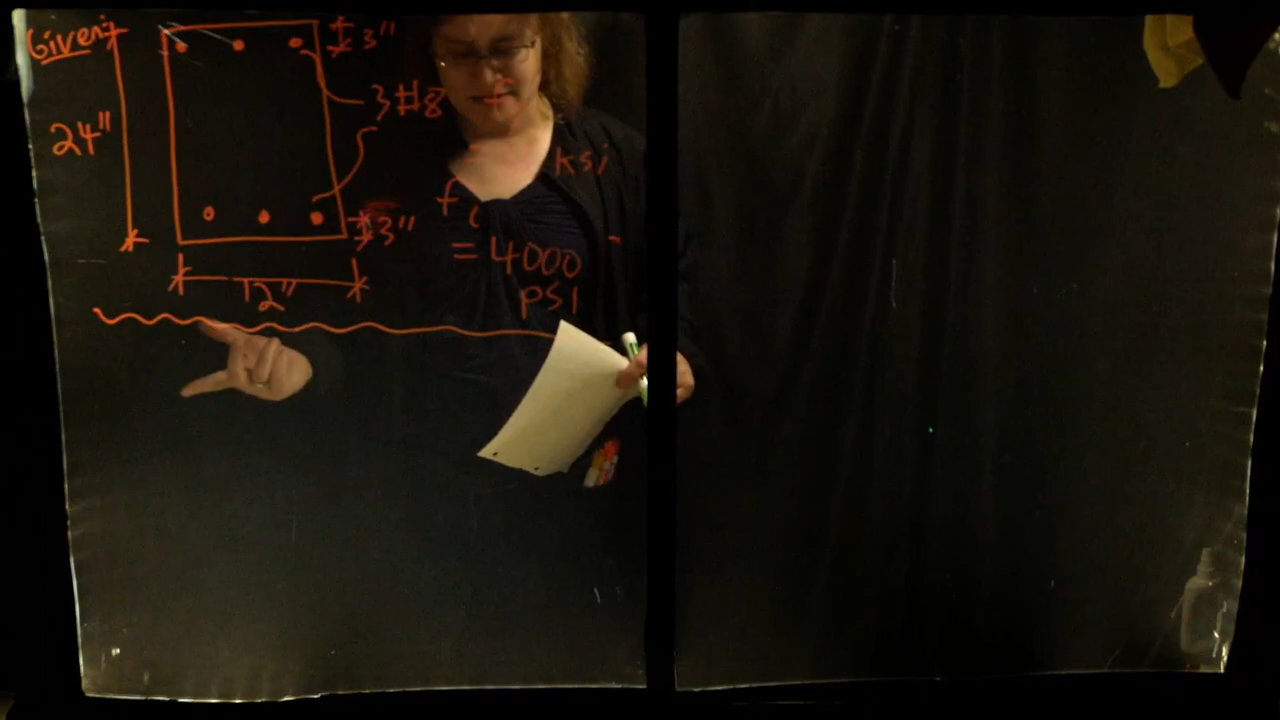 Given:
3"
24"
3 #8
ksi
f'c
= 4000
psi
3"
12"